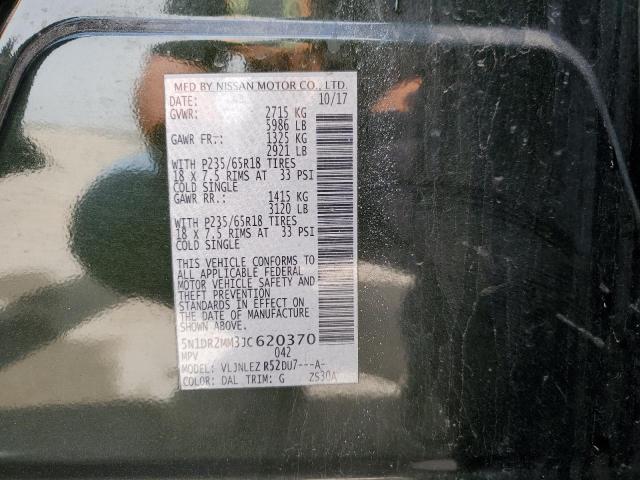 MFD BY NISSAN MOTOR CO., LTD.
DATE: 10/17
GVWR: 2715 KG
5986 LB
GAWR FR.: 1325 KG
2921 LB
WITH P235/65R18 TIRES
18 X 7.5 RIMS AT 33 PSI
COLD SINGLE
GAWR RR.: 1415 KG
3120 LB
WITH P235/65R18 TIRES
18 X 7.5 RIMS AT 33 PSI
COLD SINGLE
THIS VEHICLE CONFORMS TO
ALL APPLICABLE FEDERAL
MOTOR VEHICLE SAFETY AND
THEFT PREVENTION
STANDARDS IN EFFECT ON
THE DATE OF MANUFACTURE
SHOWN ABOVE.
5N1DR2MM3JC620370
MPV 042
MODEL: VLJNLEZ R52DU7---A-
COLOR: DAL TRIM: G ZS30A